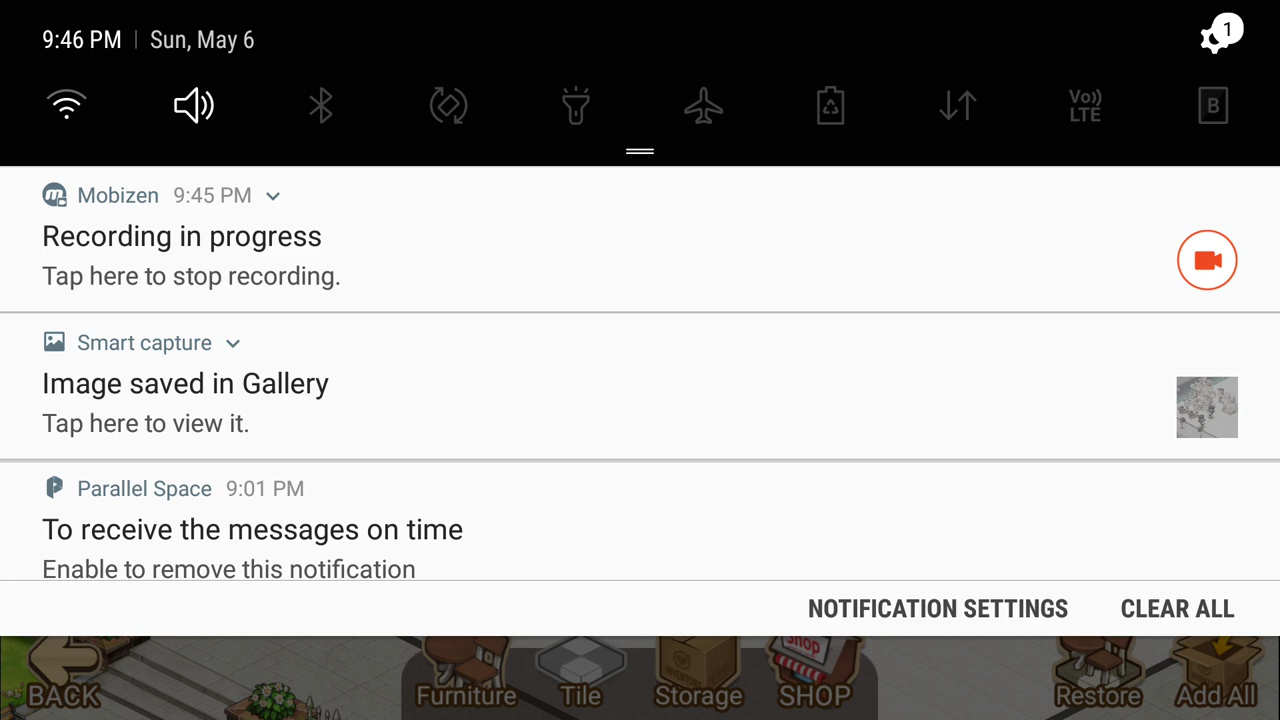 9:46 PM | Sun, May 6
1
Vo))
LTE
B
Mobizen 9:45 PM
Recording in progress
Tap here to stop recording.
Smart capture
Image saved in Gallery
Tap here to view it.
Parallel Space 9:01 PM
To receive the messages on time
Enable to remove this notification
NOTIFICATION SETTINGS CLEAR ALL
Shop
BACK Furniture Tile Storage SHOP Restore Add All